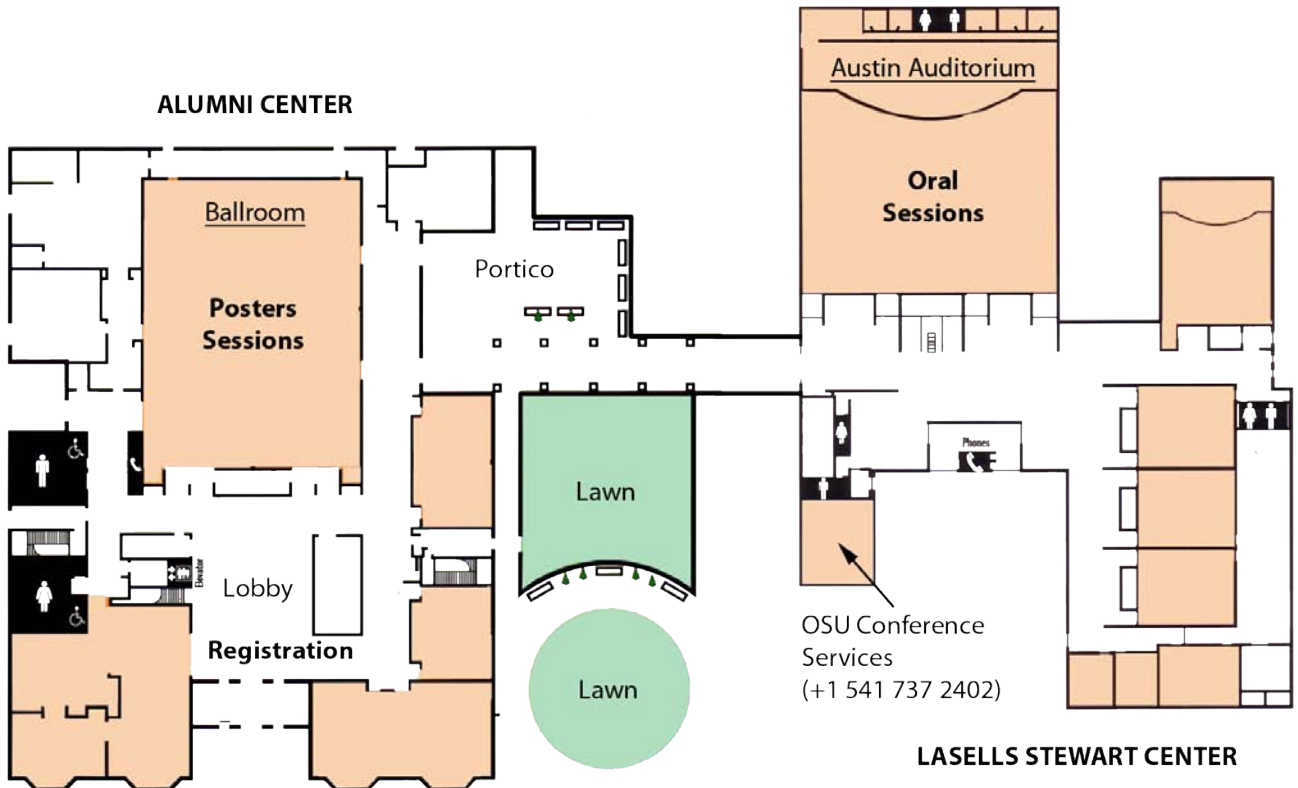 ALUMNI CENTER
Austin Auditorium
Oral
Sessions
Ballroom
Posters
Sessions
Portico
Phones
Lawn
Elevator
Lobby
Registration
Lawn
OSU Conference
Services
(+1 541 737 2402)
LASELLS STEWART CENTER